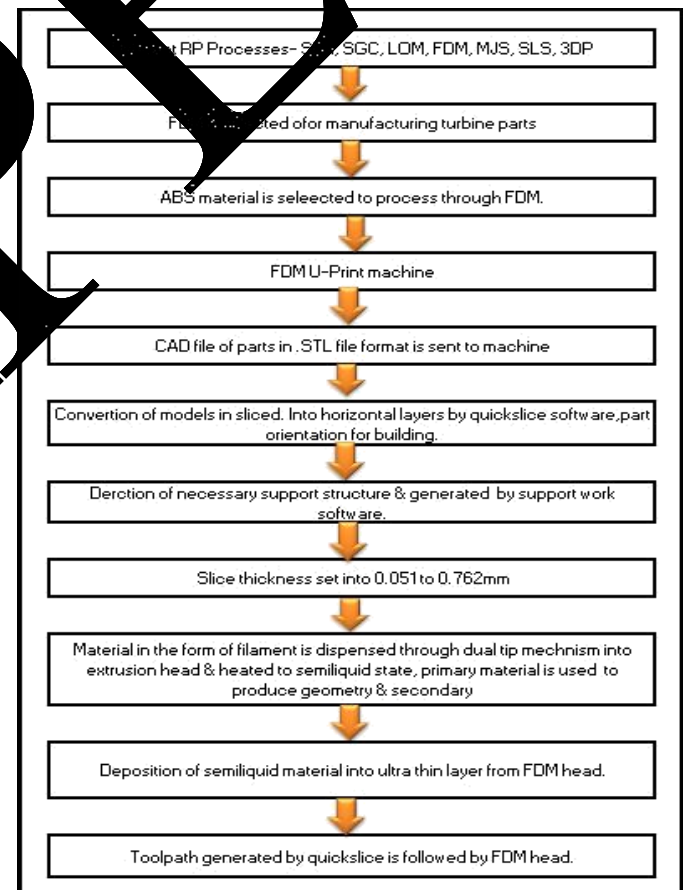 RP Processes- SGC, LOM, FDM, MJS, SLS, 3DP
ofor manufacturing turbine parts
ABS material is seleected to process through FDM.
FDM U-Print machine
CAD file of parts in .STL file format is sent to machine
Convertion of models in sliced. Into horizontal layers by quickslice software,part
orientation for building.
Derction of necessary support structure & generated by support work
software.
Slice thickness set into 0.051 to 0.762mm
Material in the form of filament is dispensed through dual tip mechnism into
extrusion head & heated to semiliquid state, primary material is used to
produce geometry & secondary
Deposition of semiliquid material into ultra thin layer from FDM head.
Toolpath generated by quickslice is followed by FDM head.